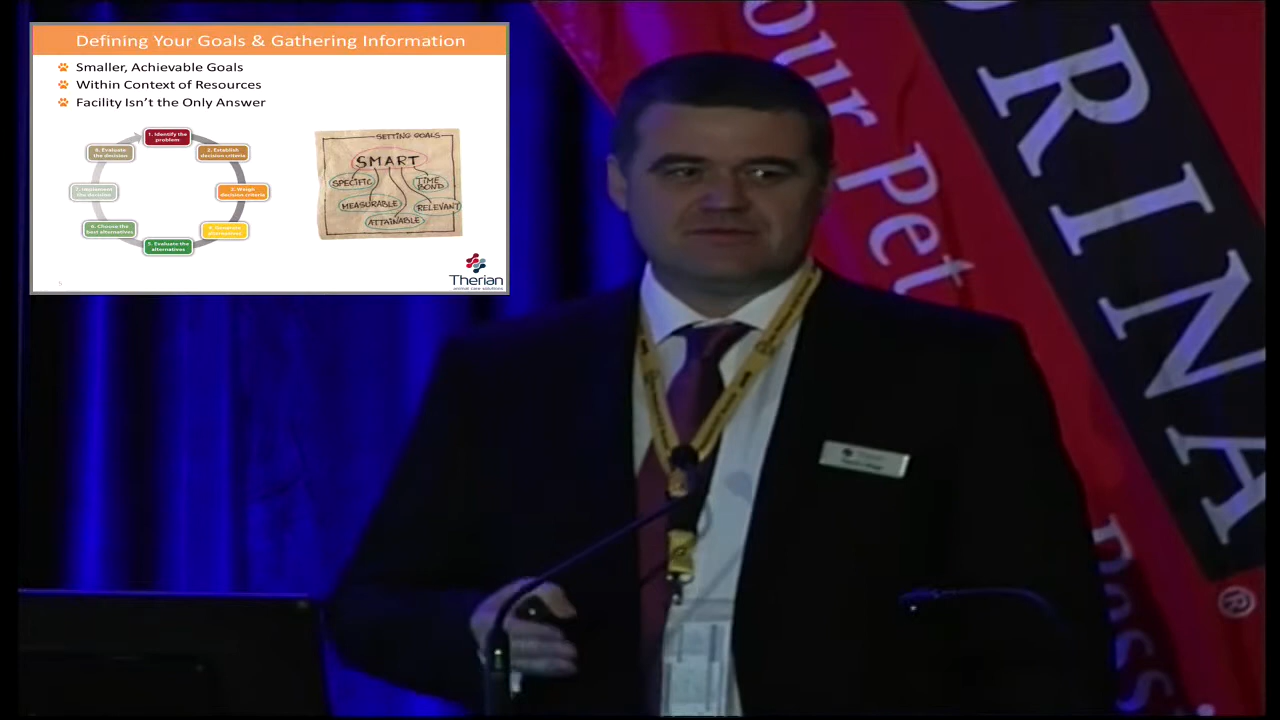 Defining Your Goals & Gathering Information
Smaller, Achievable Goals
Within Context of Resources
Facility Isn't the Only Answer
1. Identify the
problem
2. Establish
decision criteria
3. Weigh
decision criteria
4. Generate
alternatives
5. Evaluate the
alternatives
6. Choose the
best alternatives
7. Implement
the decision
Evaluate
the decision
SETTING GOALS
SMART
SPECIFIC
TIME
BOND
MEASURABLE
RELEVANT
ATTAINABLE
5
Therian
animal care solutions
our Pet
RINA
®